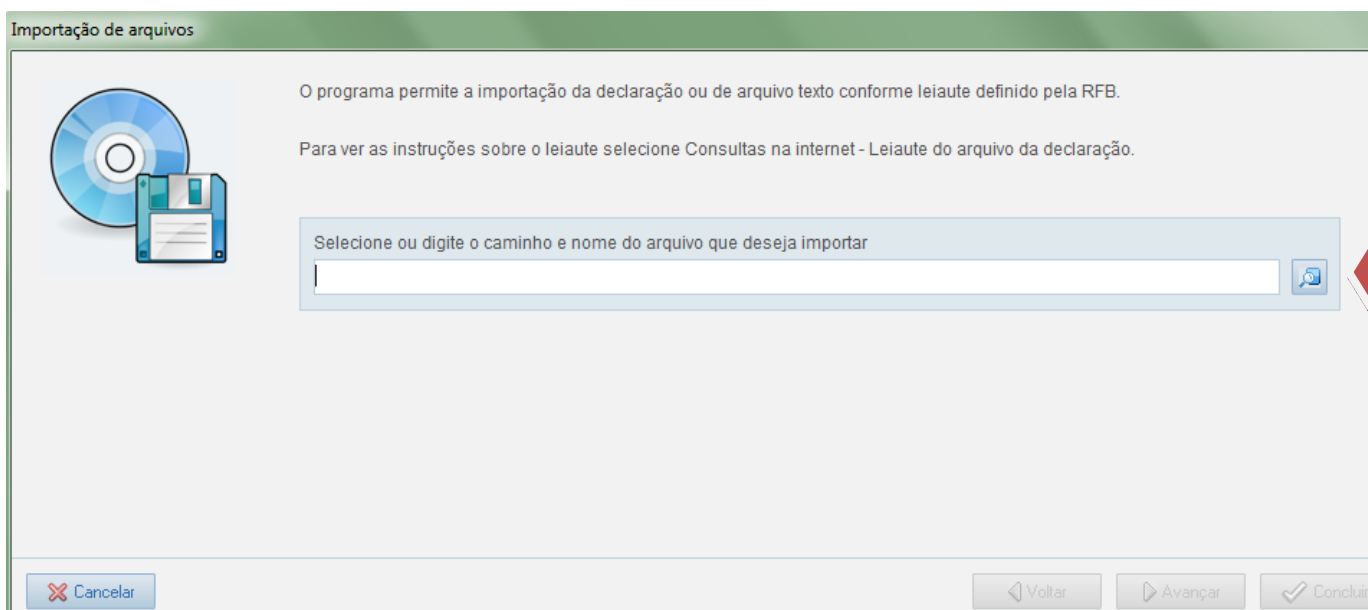 Importação de arquivos
O programa permite a importação da declaração ou de arquivo texto conforme leiaute definido pela RFB.
Para ver as instruções sobre o leiaute selecione Consultas na internet - Leiaute do arquivo da declaração.
Selecione ou digite o caminho e nome do arquivo que deseja importar
Cancelar
Voltar
Avançar
Concluir